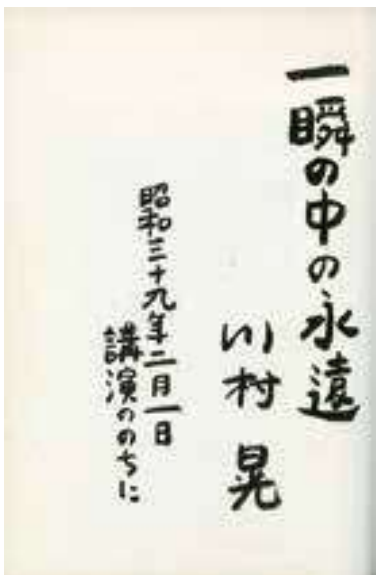 一瞬の中の永遠
川村晃
昭和三十九年二月一日
講演ののちに